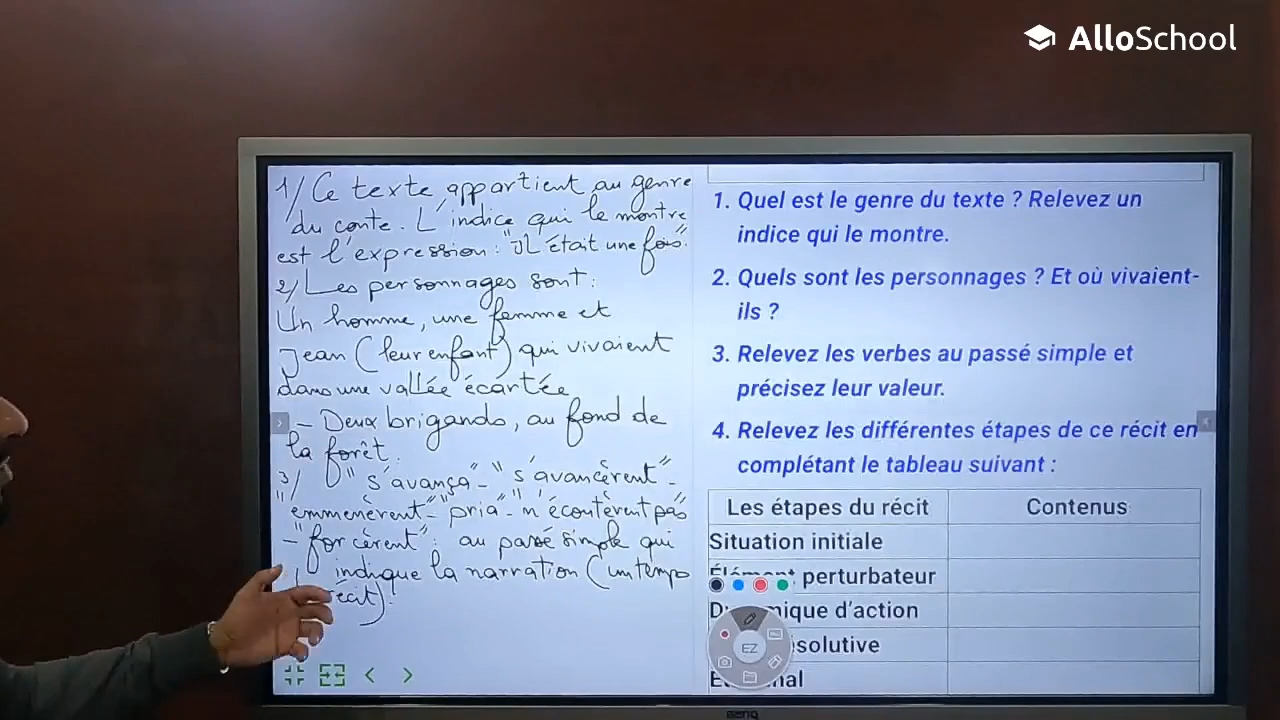 AlloSchool
1/ Ce texte appartient au genre
du conte. L'indice qui le montre
est l'expression : "Il était une fois".
2/ Les personnages sont :
Un homme, une femme et
Jean (leur enfant) qui vivaient
dans une vallée écartée
- Deux brigands, au fond de
la forêt.
3/ "s'avança" - "s'avancèrent" -
"emmenèrent" - "pria" - "n'écoutèrent pas"
- "forcèrent" : au passé simple qui
indique la narration (un temps
écit).
1. Quel est le genre du texte ? Relevez un
indice qui le montre.
2. Quels sont les personnages ? Et où vivaient-
ils ?
3. Relevez les verbes au passé simple et
précisez leur valeur.
4. Relevez les différentes étapes de ce récit en
complétant le tableau suivant :
Les étapes du récit Contenus
Situation initiale
Élément perturbateur
D mique d'action
ésolutive
E nal
EZ
BenQ